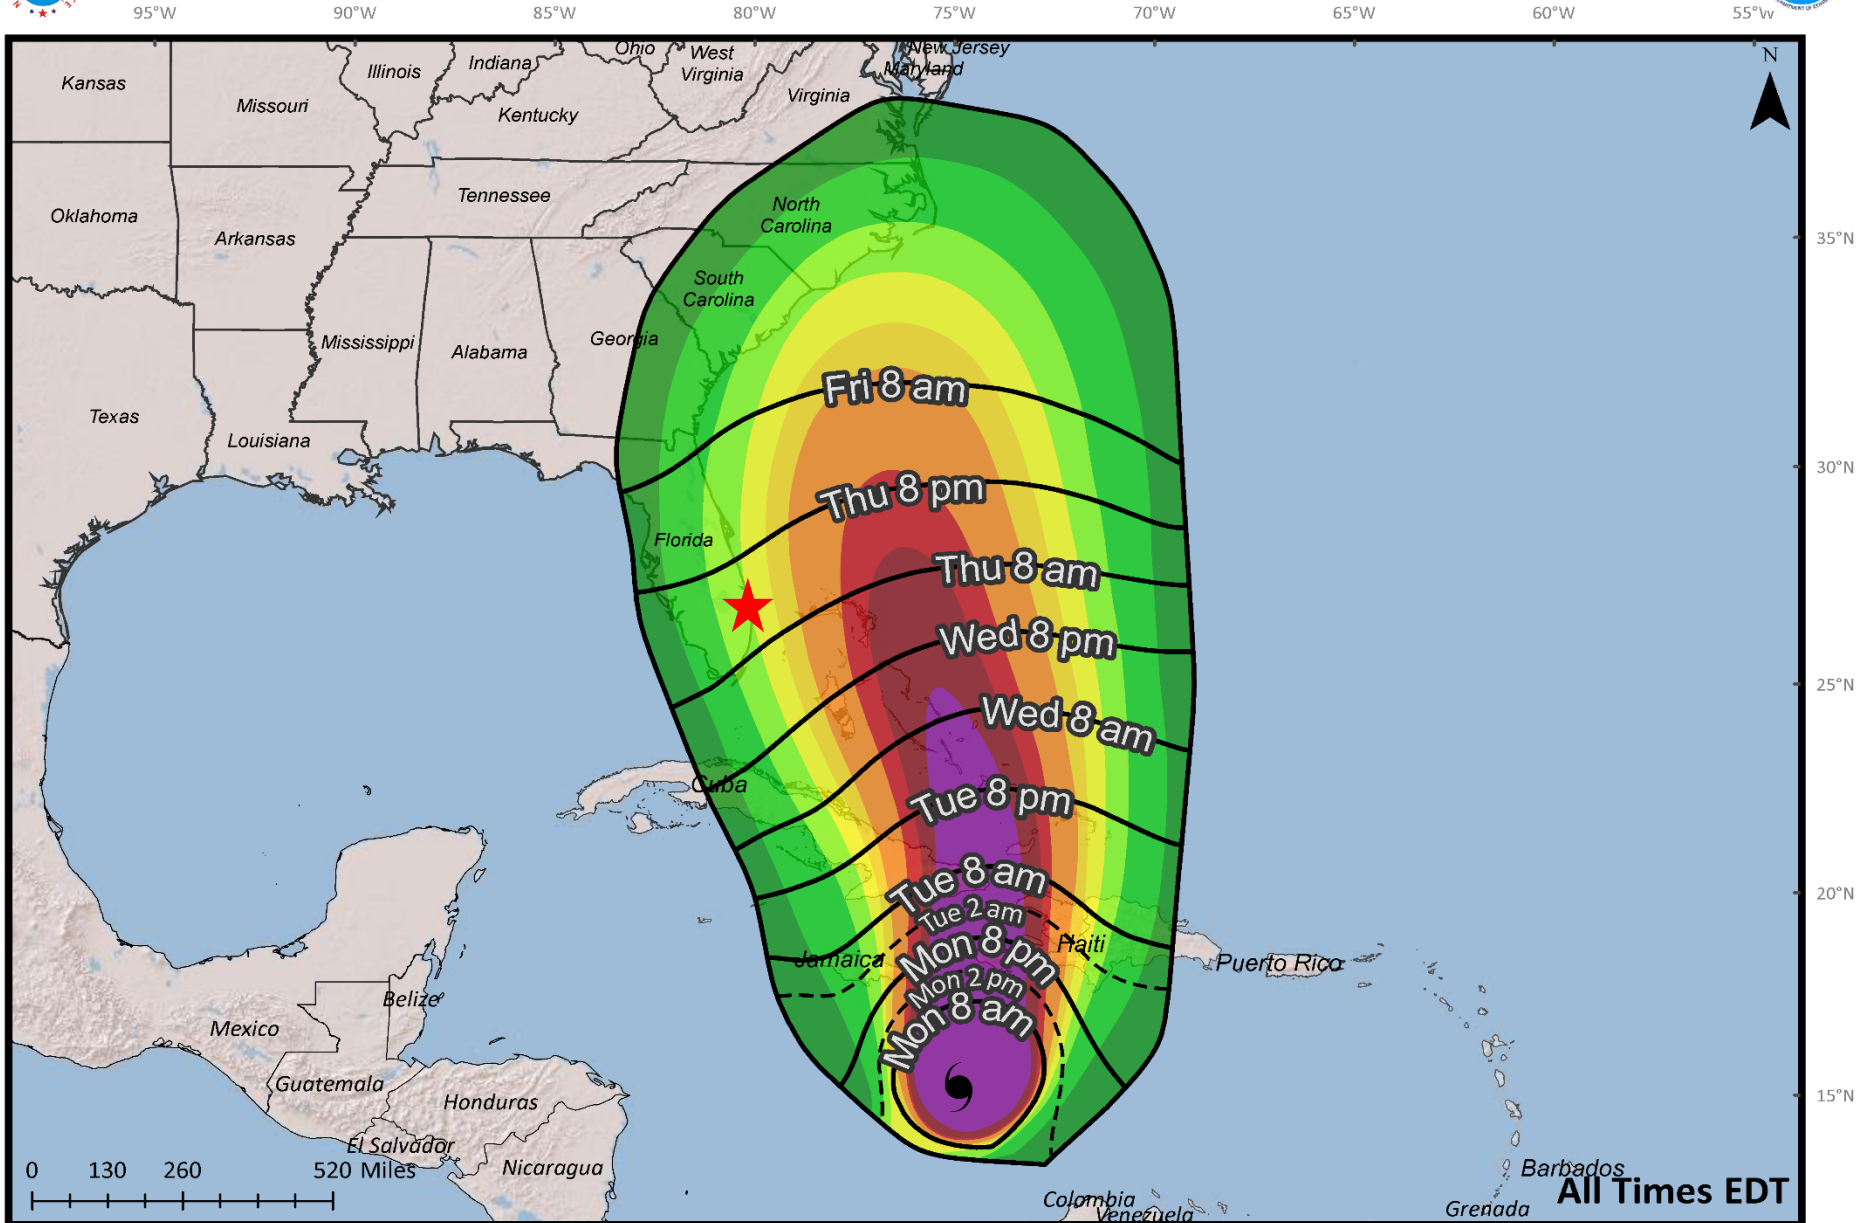 95°W
90°W
85°W
80°W
75°W
70°W
65°W
60°W
55°W
N
Kansas
Missouri
Illinois
Indiana
Ohio
West
Virginia
New Jersey
Maryland
Virginia
Kentucky
Oklahoma
Arkansas
Tennessee
North
Carolina
35°N
South
Carolina
Texas
Louisiana
Mississippi
Alabama
Georgia
Fri 8 am
30°N
Thu 8 pm
Florida
Thu 8 am
Wed 8 pm
25°N
Wed 8 am
Cuba
Tue 8 pm
Tue 8 am
20°N
Tue 2 am
Mon 8 pm
Jamaica
Haiti
Puerto Rico
Mon 2 pm
Mon 8 am
Belize
Mexico
Guatemala
Honduras
15°N
El Salvador
Nicaragua
0 130 260 520 Miles
Barbados
All Times EDT
Colombia
Venezuela
Grenada